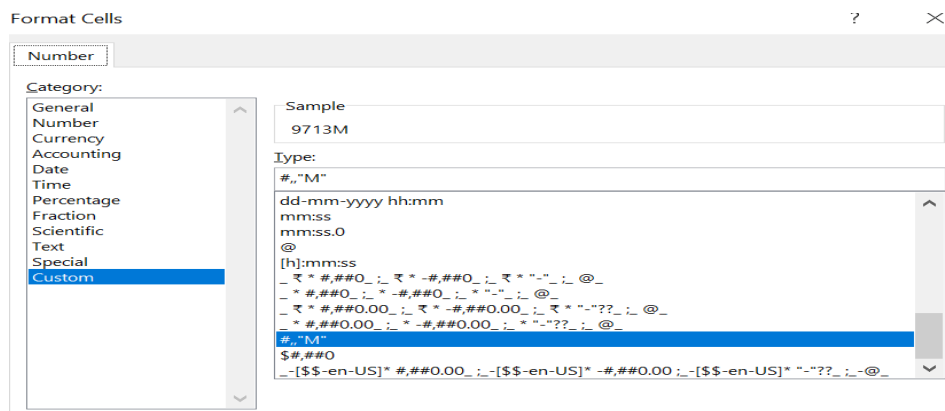 Format Cells ?
Number
Category:
General
Number
Currency
Accounting
Date
Time
Percentage
Fraction
Scientific
Text
Special
Custom
Sample
9713M
Type:
#,,"M"
dd-mm-yyyy hh:mm
mm:ss
mm:ss.0
@
[h]:mm:ss
_ ₹ * #,##0_ ;_ ₹ * -#,##0_ ;_ ₹ * "-"_ ;_ @_
_ * #,##0_ ;_ * -#,##0_ ;_ * "-"_ ;_ @_
_ ₹ * #,##0.00_ ;_ ₹ * -#,##0.00_ ;_ ₹ * "-"??_ ;_ @_
_ * #,##0.00_ ;_ * -#,##0.00_ ;_ * "-"??_ ;_ @_
#,,"M"
$#,##0
_-[$$-en-US]* #,##0.00_ ;_-[$$-en-US]* -#,##0.00 ;_-[$$-en-US]* "-"??_ ;_-@_